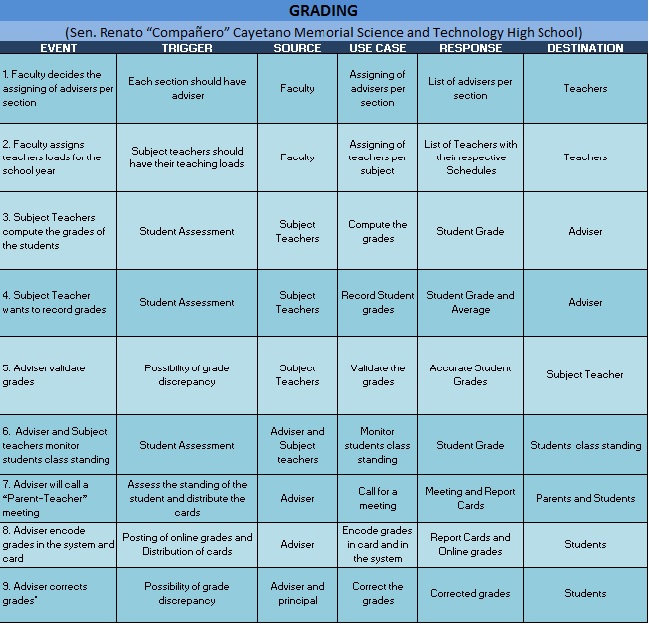 GRADING
(Sen. Renato “Compañero” Cayetano Memorial Science and Technology High School)
EVENT TRIGGER SOURCE USE CASE RESPONSE DESTINATION
1. Faculty decides the
assigning of advisers per
section
Each section should have
adviser
Faculty
Assigning of
advisers per
section
List of advisers per
section
Teachers
2. Faculty assigns
teachers loads for the
school year
Subject teachers should
have their teaching loads
Faculty
Assigning of
teachers per
subject
List of Teachers with
their respective
Schedules
Teachers
3. Subject Teachers
compute the grades of
the students
Student Assessment
Subject
Teachers
Compute the
grades
Student Grade
Adviser
4. Subject Teacher
wants to record grades
Student Assessment
Subject
Teachers
Record Student
grades
Student Grade and
Average
Adviser
5. Adviser validate
grades
Possibility of grade
discrepancy
Subject
Teachers
Validate the
grades
Accurate Student
Grades
Subject Teacher
6. Adviser and Subject
teachers monitor
students class standing
Student Assessment
Adviser and
Subject
teachers
Monitor
students class
standing
Student Grade
Students class standing
7. Adviser will call a
“Parent-Teacher”
meeting
Assess the standing of the
student and distribute the
cards
Adviser
Call for a
meeting
Meeting and Report
Cards
Parents and Students
8. Adviser encode
grades in the system and
card
Posting of online grades and
Distribution of cards
Adviser
Encode grades
in card and in
the system
Report Cards and
Online grades
Students
9. Adviser corrects
grades*
Possibility of grade
discrepancy
Adviser and
principal
Correct the
grades
Corrected grades
Students